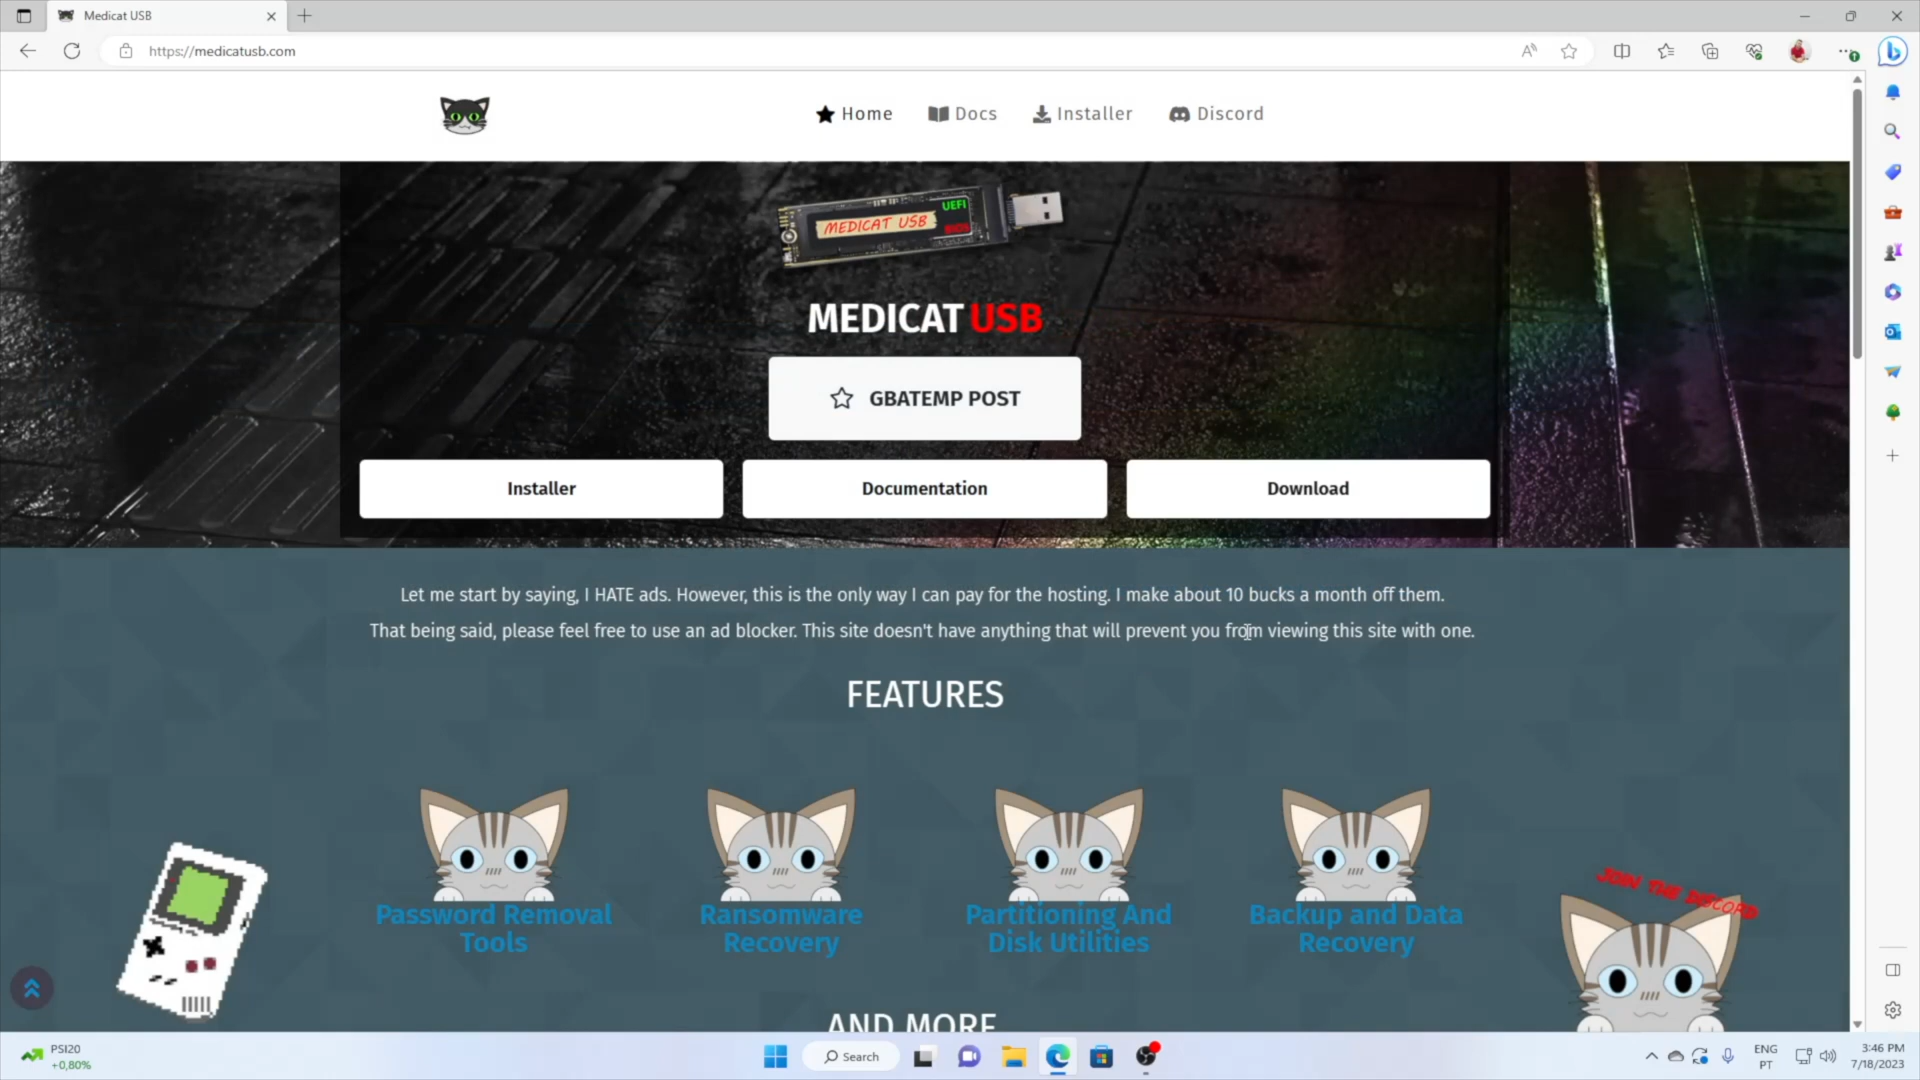 Medicat USB
https://medicatusb.com
Home
Docs
Installer
Discord
MEDICAT USB
UEFI
BIOS
MEDICAT USB
GBATEMP POST
Installer
Documentation
Download
Let me start by saying, I HATE ads. However, this is the only way I can pay for the hosting. I make about 10 bucks a month off them.
That being said, please feel free to use an ad blocker. This site doesn't have anything that will prevent you from viewing this site with one.
FEATURES
Password Removal
Tools
Ransomware
Recovery
Partitioning And
Disk Utilities
Backup and Data
Recovery
JOIN THE DISCORD
AND MORE
PSI20
+0,80%
Search
ENG
PT
3:46 PM
7/18/2023